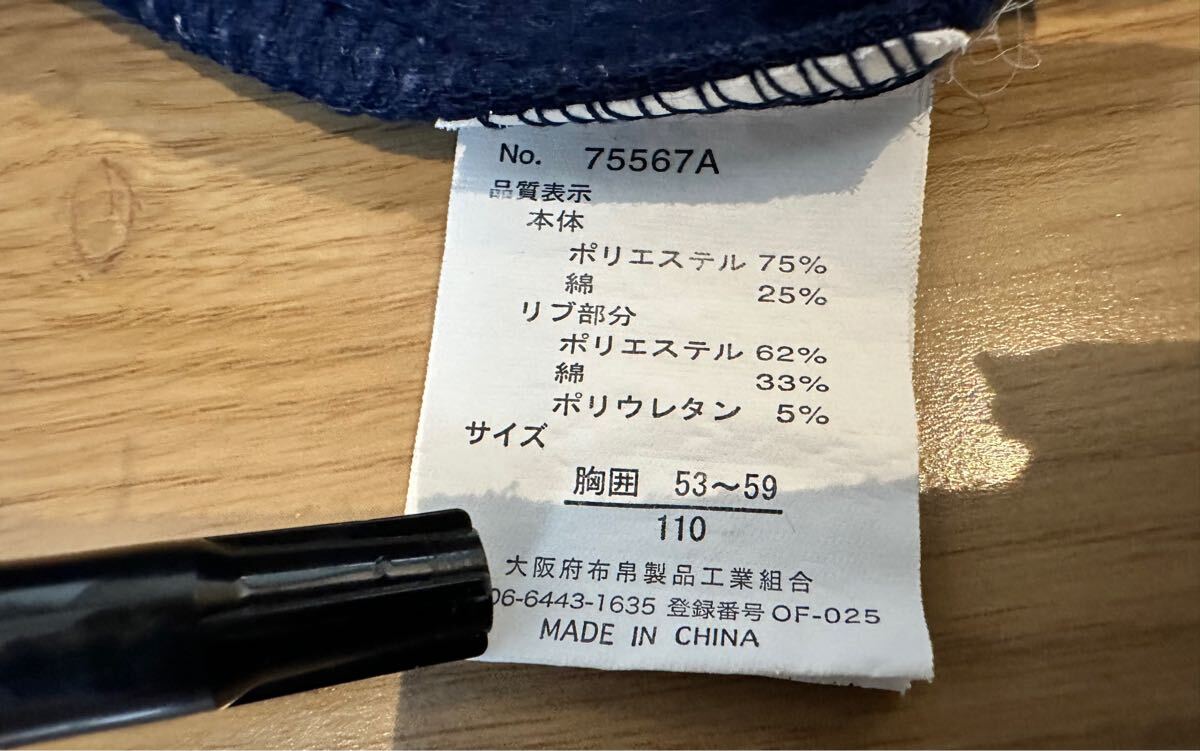 No. 75567A
品質表示
本体
ポリエステル 75%
綿 25%
リブ部分
ポリエステル 62%
綿 33%
ポリウレタン 5%
サイズ
胸囲 53～59
110
大阪府布帛製品工業組合
06-6443-1635 登録番号 OF-025
MADE IN CHINA